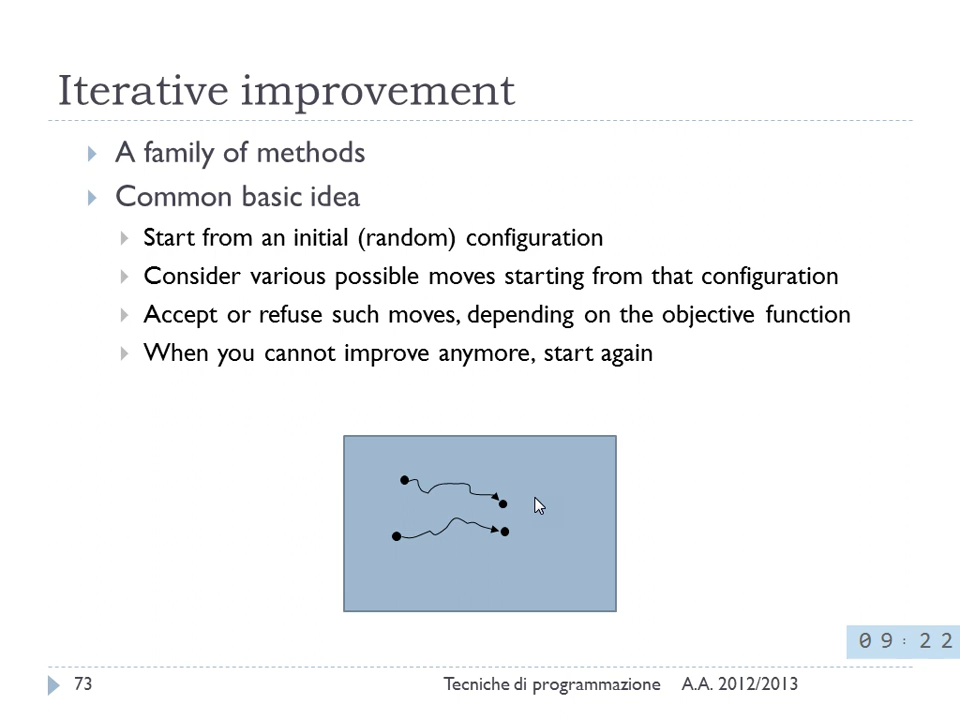 Iterative improvement
A family of methods
Common basic idea
Start from an initial (random) configuration
Consider various possible moves starting from that configuration
Accept or refuse such moves, depending on the objective function
When you cannot improve anymore, start again
09:22
73 Tecniche di programmazione A.A. 2012/2013